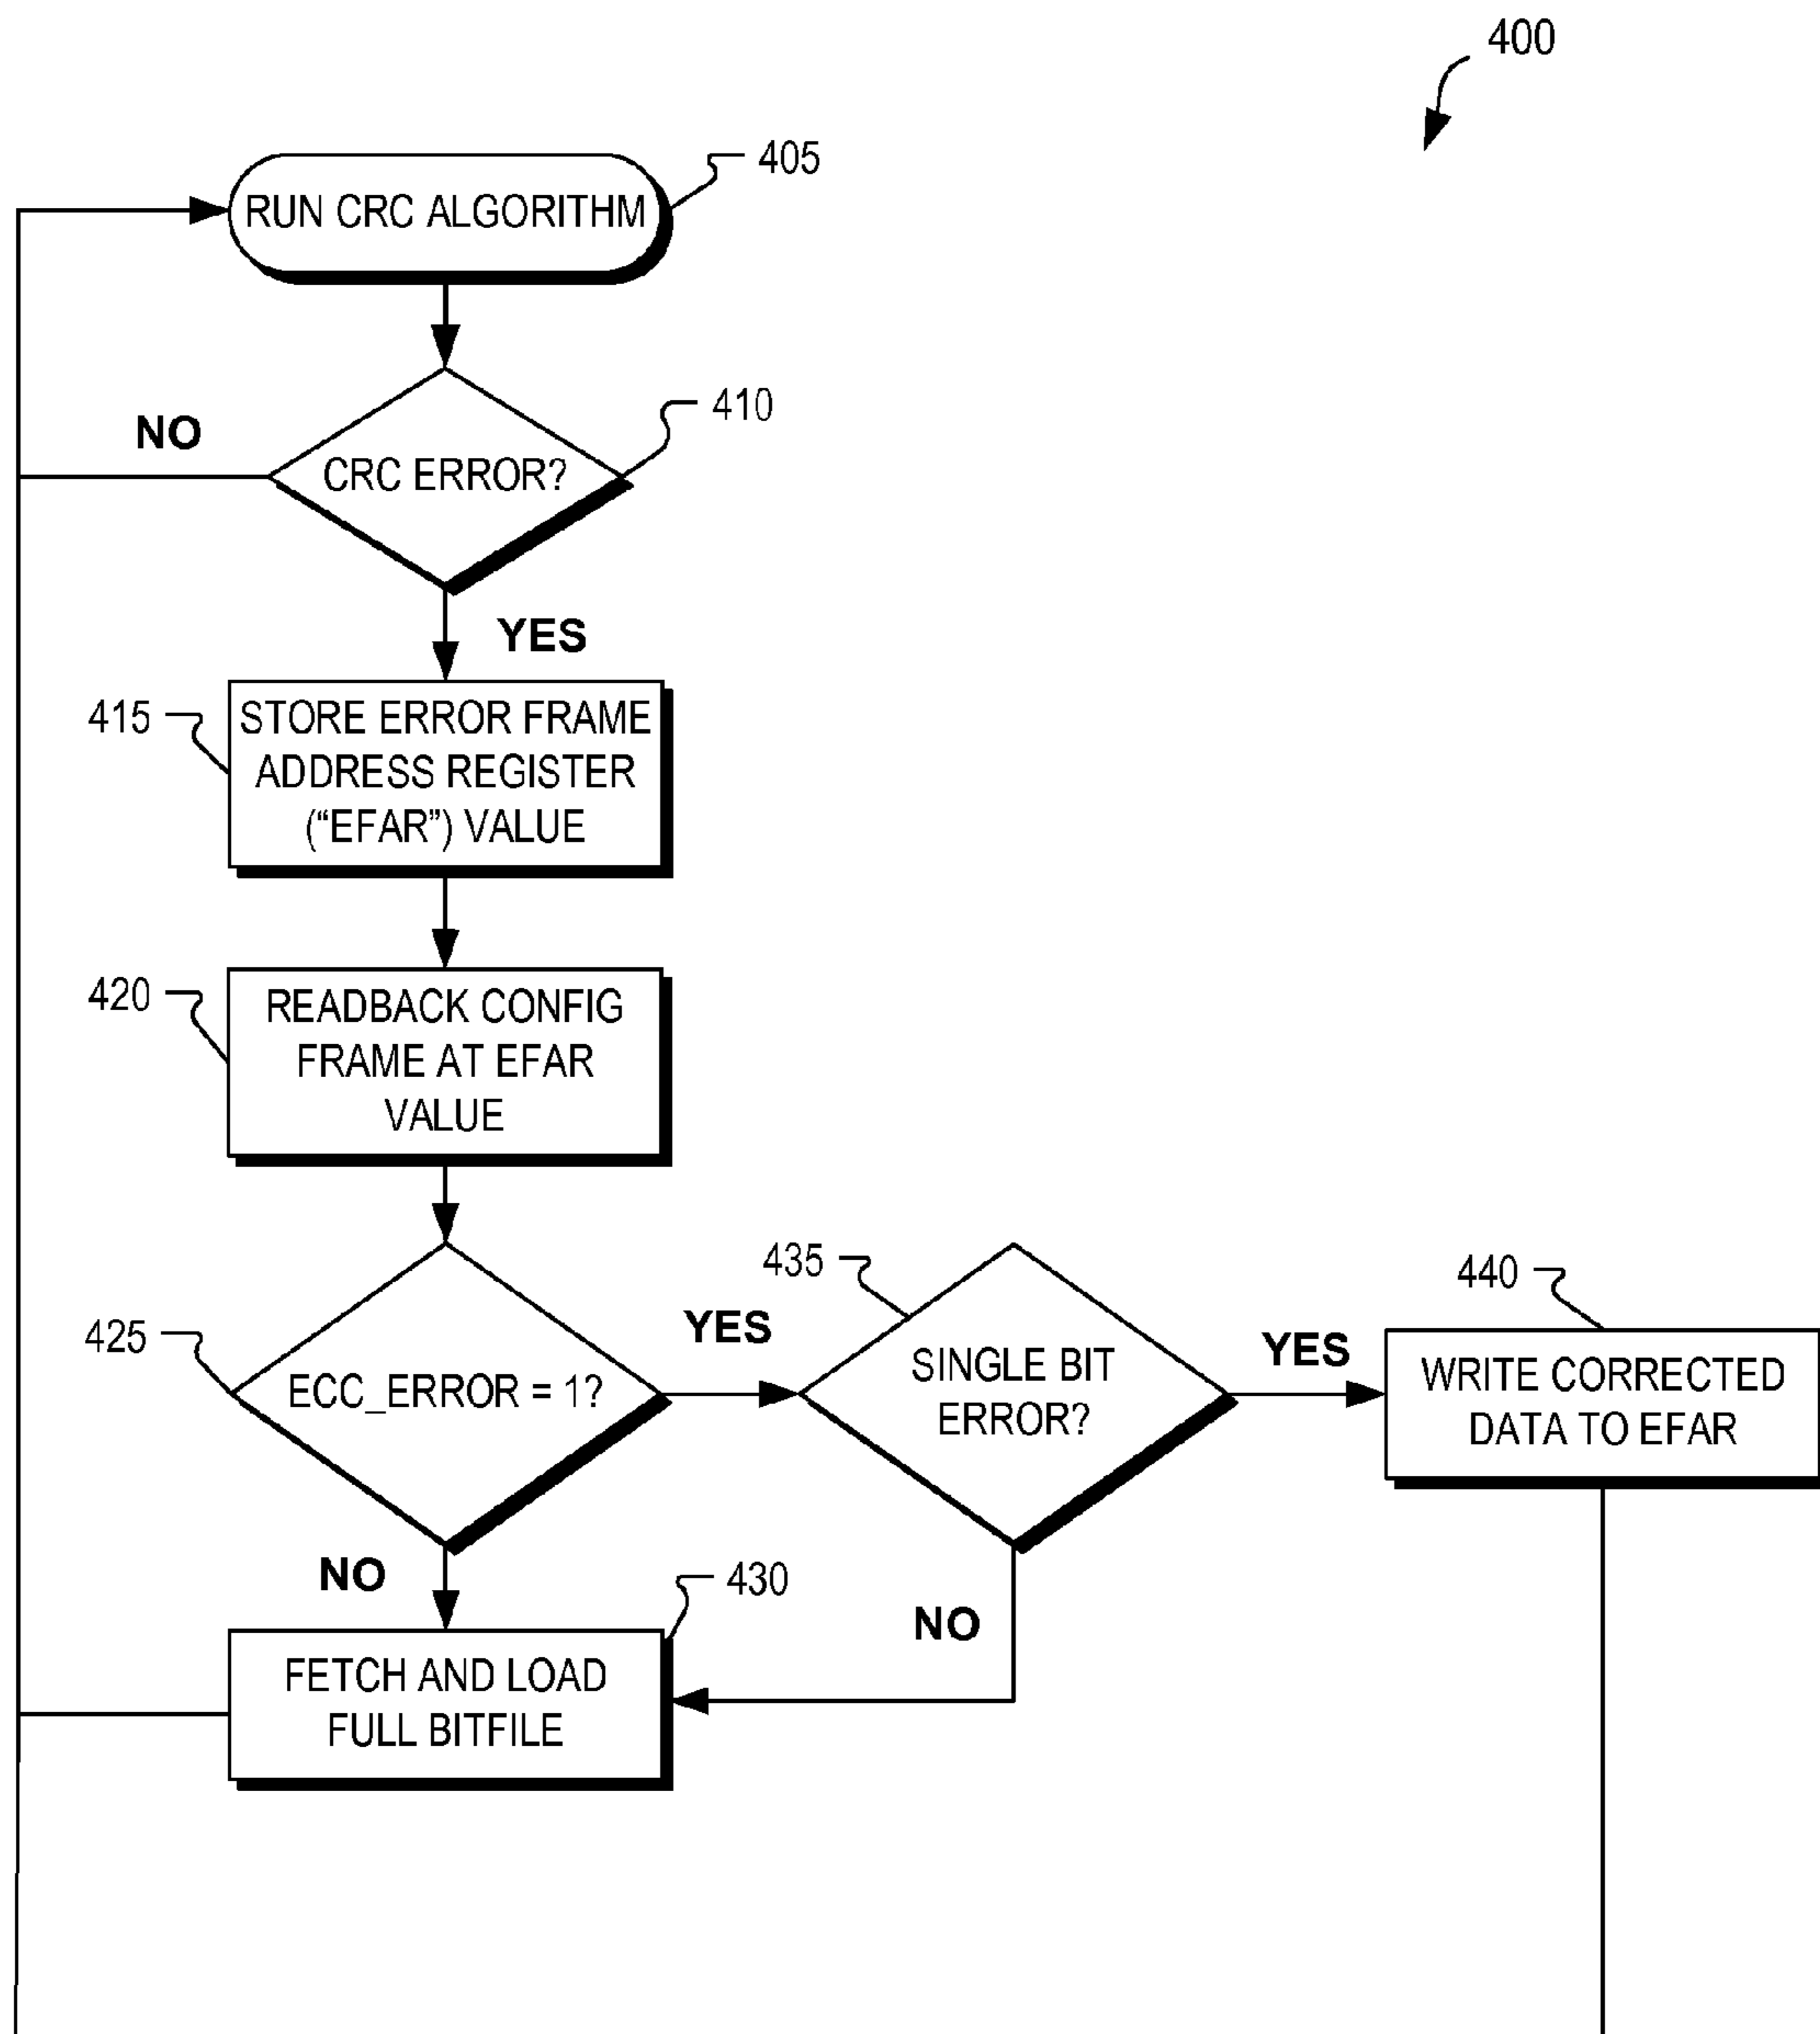 400
RUN CRC ALGORITHM
405
CRC ERROR?
410
NO
YES
415
STORE ERROR FRAME
ADDRESS REGISTER
(“EFAR”) VALUE
420
READBACK CONFIG
FRAME AT EFAR
VALUE
425
ECC_ERROR = 1?
YES
435
SINGLE BIT
ERROR?
YES
440
WRITE CORRECTED
DATA TO EFAR
NO
NO
430
FETCH AND LOAD
FULL BITFILE